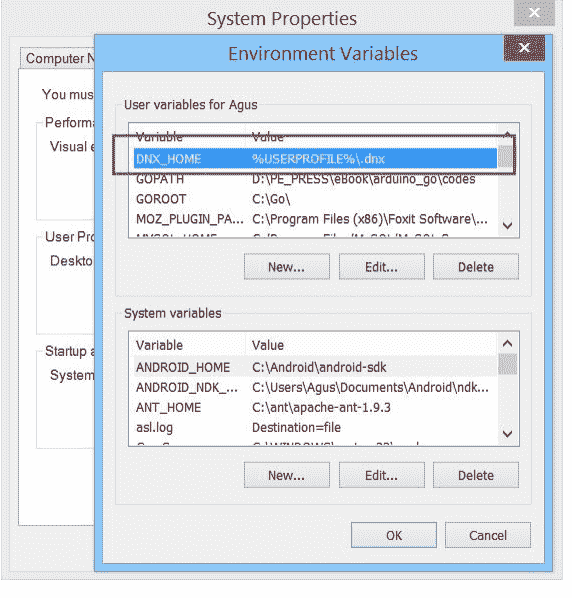 System Properties
Environment Variables
Computer N
You mus
Performa
Visual e
User Pro
Deskto
Startup a
System
User variables for Agus
Variable Value
DNX_HOME %USERPROFILE%\.dnx
GOPATH D:\PE_PRESS\eBook\arduino_go\codes
GOROOT C:\Go\
MOZ_PLUGIN_PA... C:\Program Files (x86)\Foxit Software\...
New... Edit... Delete
System variables
Variable Value
ANDROID_HOME C:\Android\android-sdk
ANDROID_NDK_... C:\Users\Agus\Documents\Android\ndk...
ANT_HOME C:\ant\apache-ant-1.9.3
asl.log Destination=file
New... Edit... Delete
OK Cancel